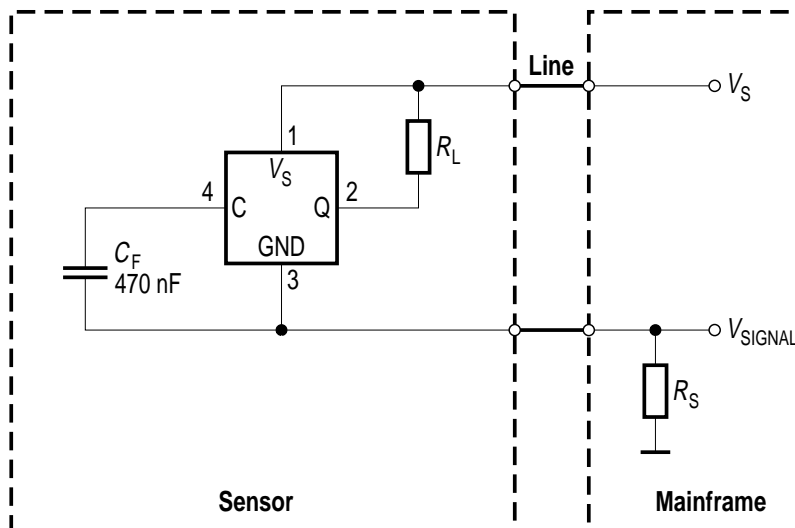 Line
V_S
1
R_L
V_S
4
2
C
Q
GND
C_F
470 nF
3
V_SIGNAL
R_S
Sensor
Mainframe